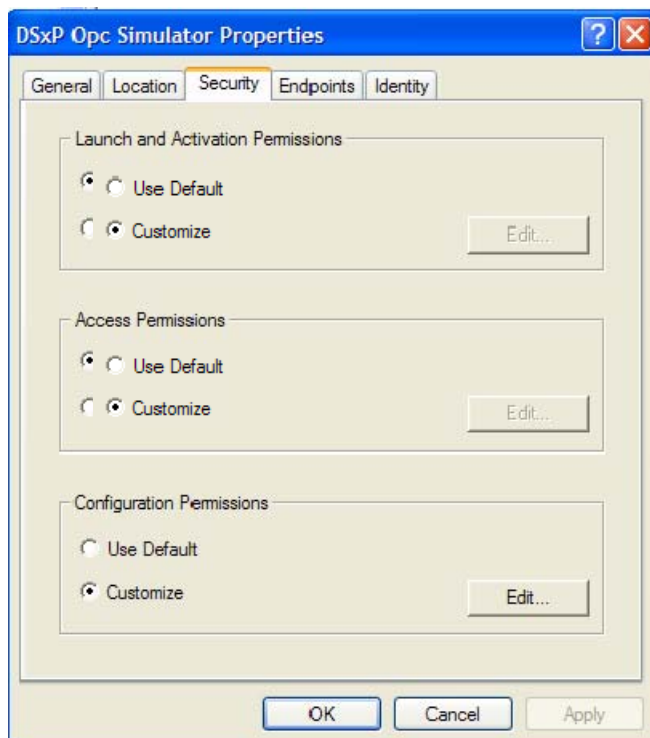 DSxP Opc Simulator Properties
General Location Security Endpoints Identity
Launch and Activation Permissions
Use Default
Customize
Edit...
Access Permissions
Use Default
Customize
Edit...
Configuration Permissions
Use Default
Customize
Edit...
OK Cancel Apply